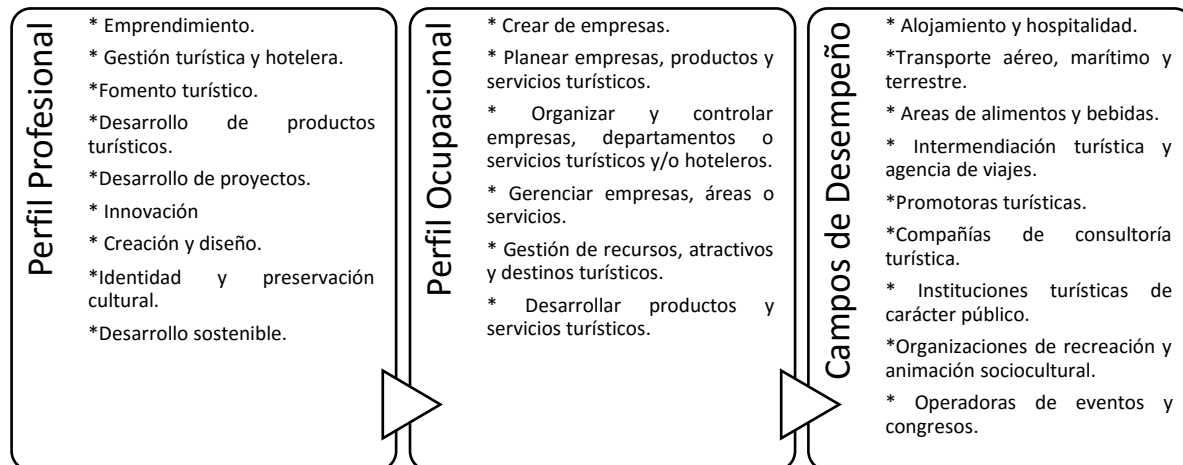 Perfil Profesional
* Emprendimiento.
* Gestión turística y hotelera.
*Fomento turístico.
*Desarrollo de productos
turísticos.
*Desarrollo de proyectos.
* Innovación
* Creación y diseño.
*Identidad y preservación
cultural.
*Desarrollo sostenible.
Perfil Ocupacional
* Crear de empresas.
* Planear empresas, productos y
servicios turísticos.
* Organizar y controlar
empresas, departamentos o
servicios turísticos y/o hoteleros.
* Gerenciar empresas, áreas o
servicios.
* Gestión de recursos, atractivos
y destinos turísticos.
* Desarrollar productos y
servicios turísticos.
Campos de Desempeño
* Alojamiento y hospitalidad.
*Transporte aéreo, marítimo y
terrestre.
* Areas de alimentos y bebidas.
* Intermendiación turística y
agencia de viajes.
*Promotoras turísticas.
*Compañías de consultoría
turística.
* Instituciones turísticas de
carácter público.
*Organizaciones de recreación y
animación sociocultural.
* Operadoras de eventos y
congresos.